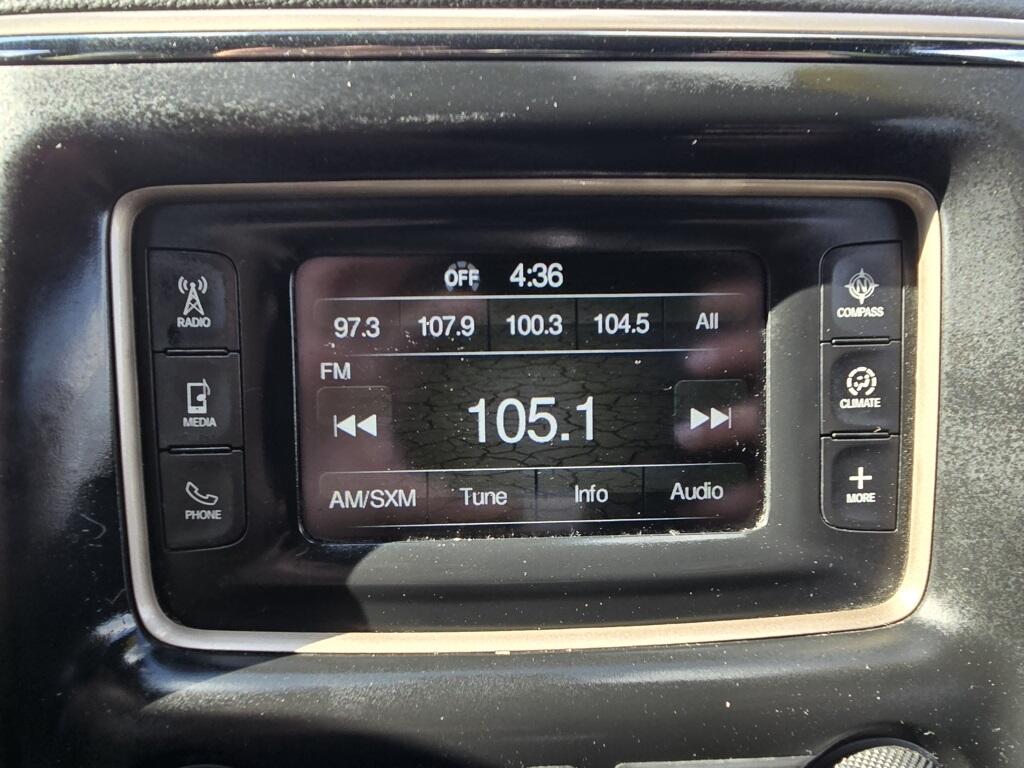 OFF 4:36
97.3 107.9 100.3 104.5 All
FM
105.1
AM/SXM Tune Info Audio
RADIO
MEDIA
PHONE
N
COMPASS
CLIMATE
+
MORE